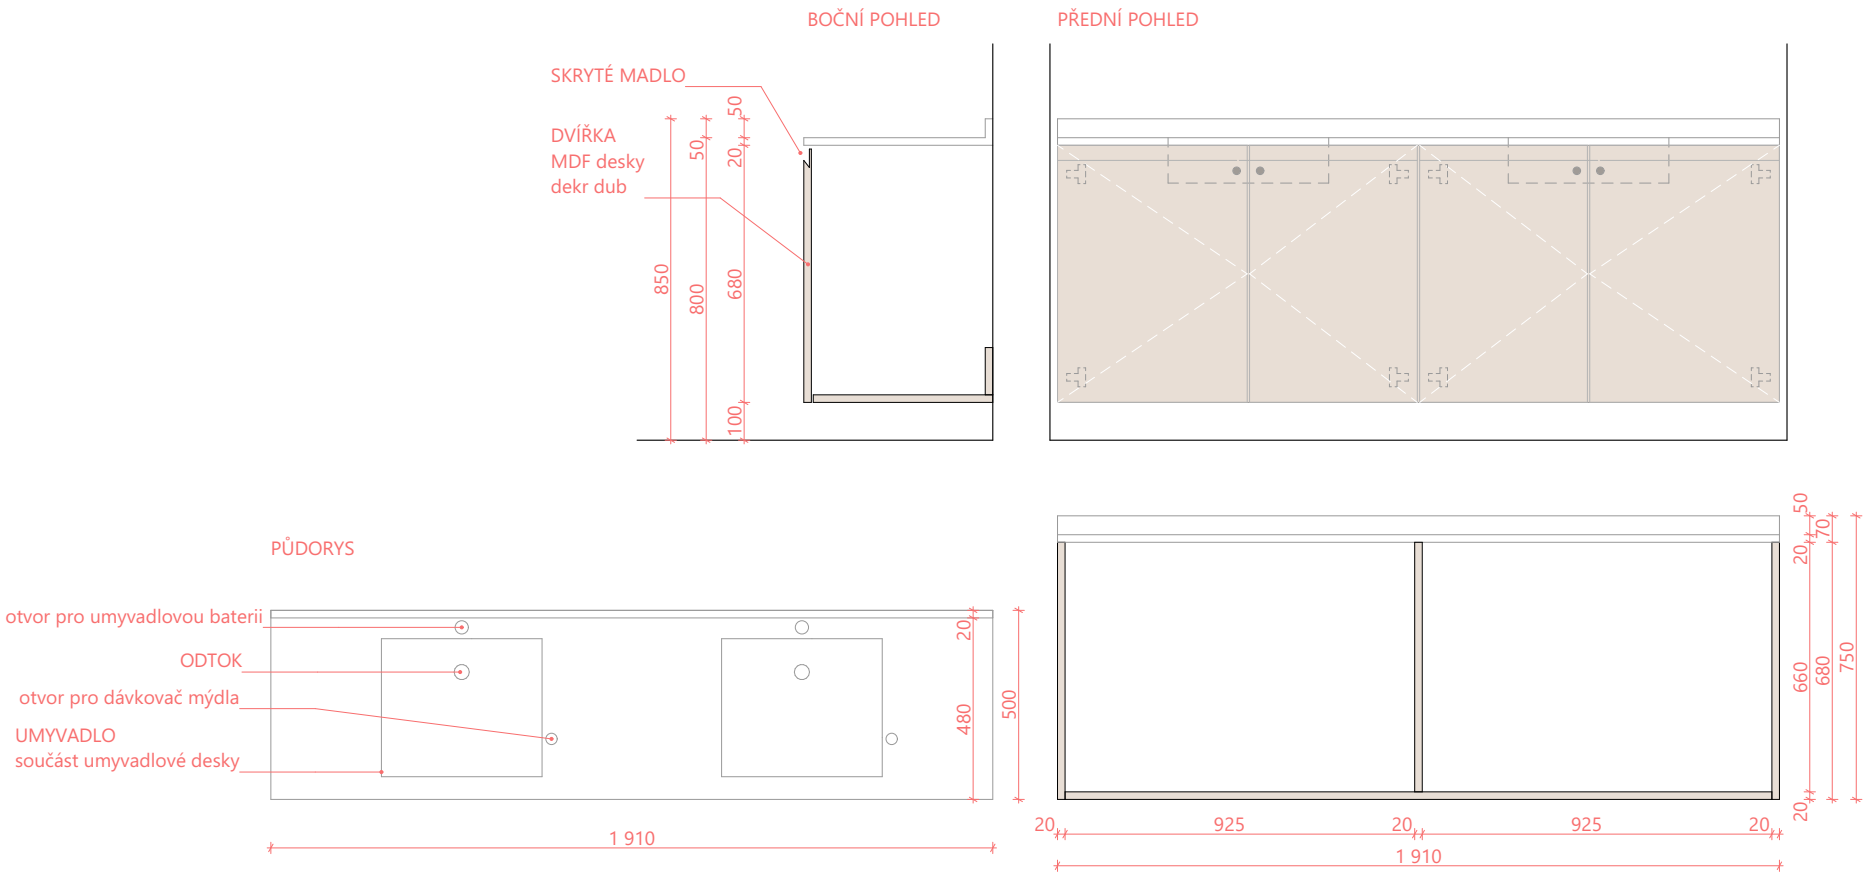 BOČNÍ POHLED
PŘEDNÍ POHLED
SKRYTÉ MADLO
DVÍŘKA
MDF desky
dekr dub
50
50
20
850
800
680
100
PŮDORYS
otvor pro umyvadlovou baterii
ODTOK
otvor pro dávkovač mýdla
UMYVADLO
součást umyvadlové desky
20
480
500
1 910
50
70
20
660
680
750
20
20
925
20
925
20
1 910